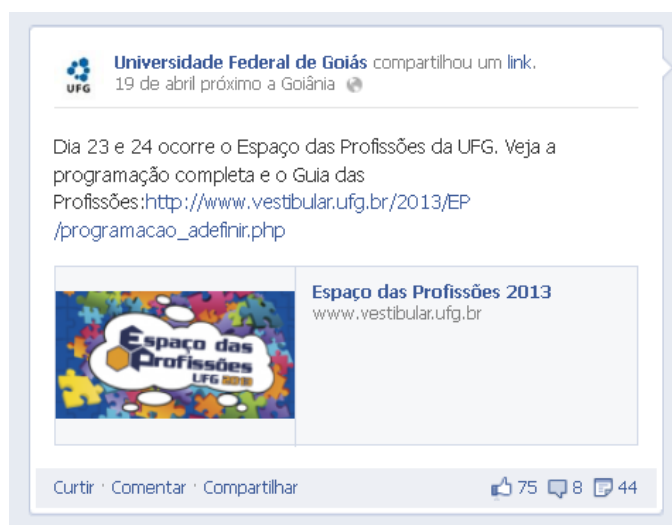 Universidade Federal de Goiás compartilhou um link.
19 de abril próximo a Goiânia
UFG
Dia 23 e 24 ocorre o Espaço das Profissões da UFG. Veja a
programação completa e o Guia das
Profissões:http://www.vestibular.ufg.br/2013/EP
/programacao_adefinir.php
Espaço das
Profissões
UFG 2013
Espaço das Profissões 2013
www.vestibular.ufg.br
Curtir · Comentar · Compartilhar 75 8 44